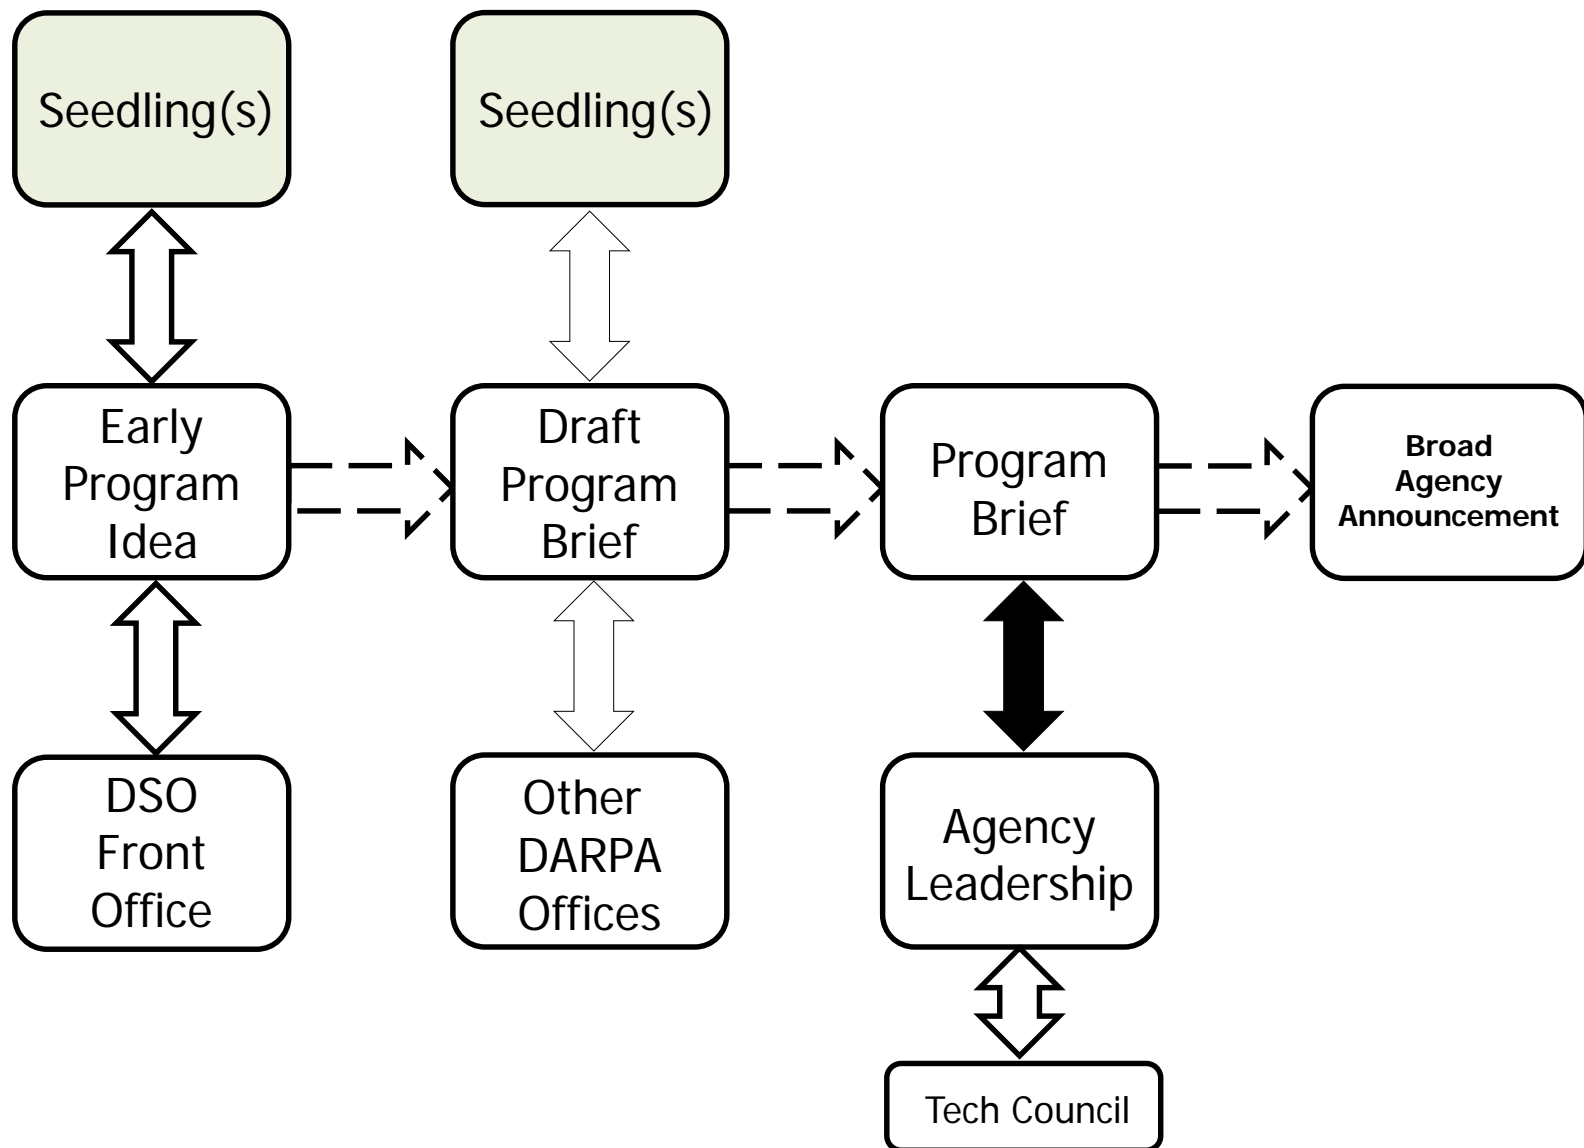 Seedling(s)
Seedling(s)
Early
Program
Idea
Draft
Program
Brief
Program
Brief
Broad
Agency
Announcement
DSO
Front
Office
Other
DARPA
Offices
Agency
Leadership
Tech Council